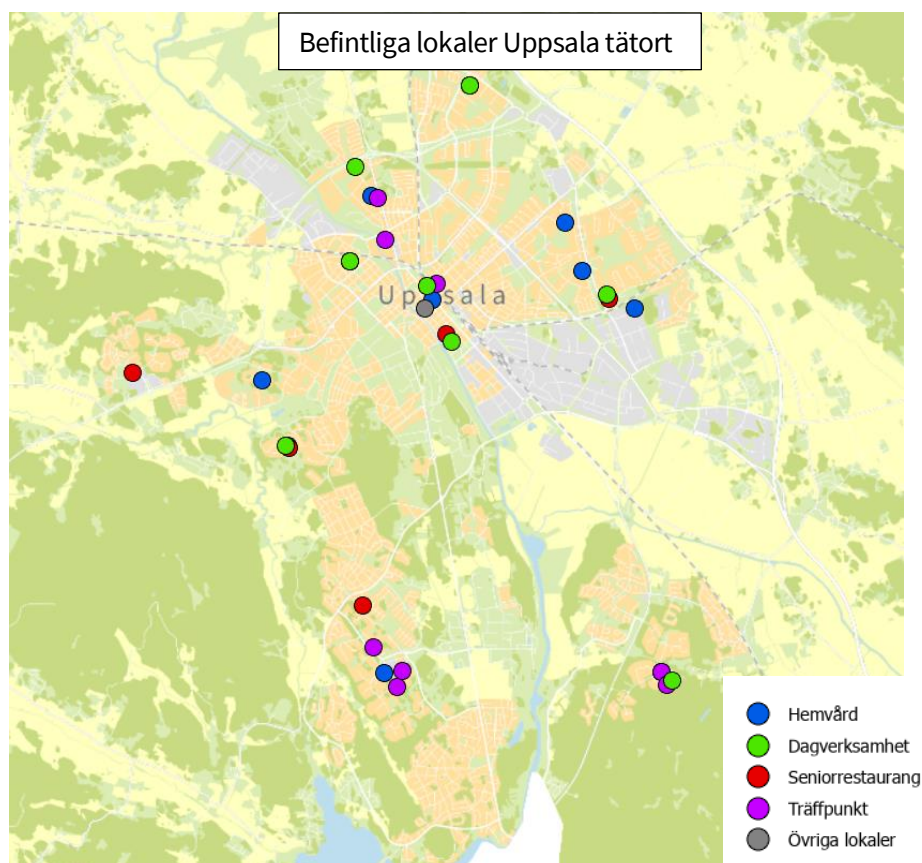 Befintliga lokaler Uppsala tätort
Uppsala
Hemvård
Dagverksamhet
Seniorrestaurang
Träffpunkt
Övriga lokaler